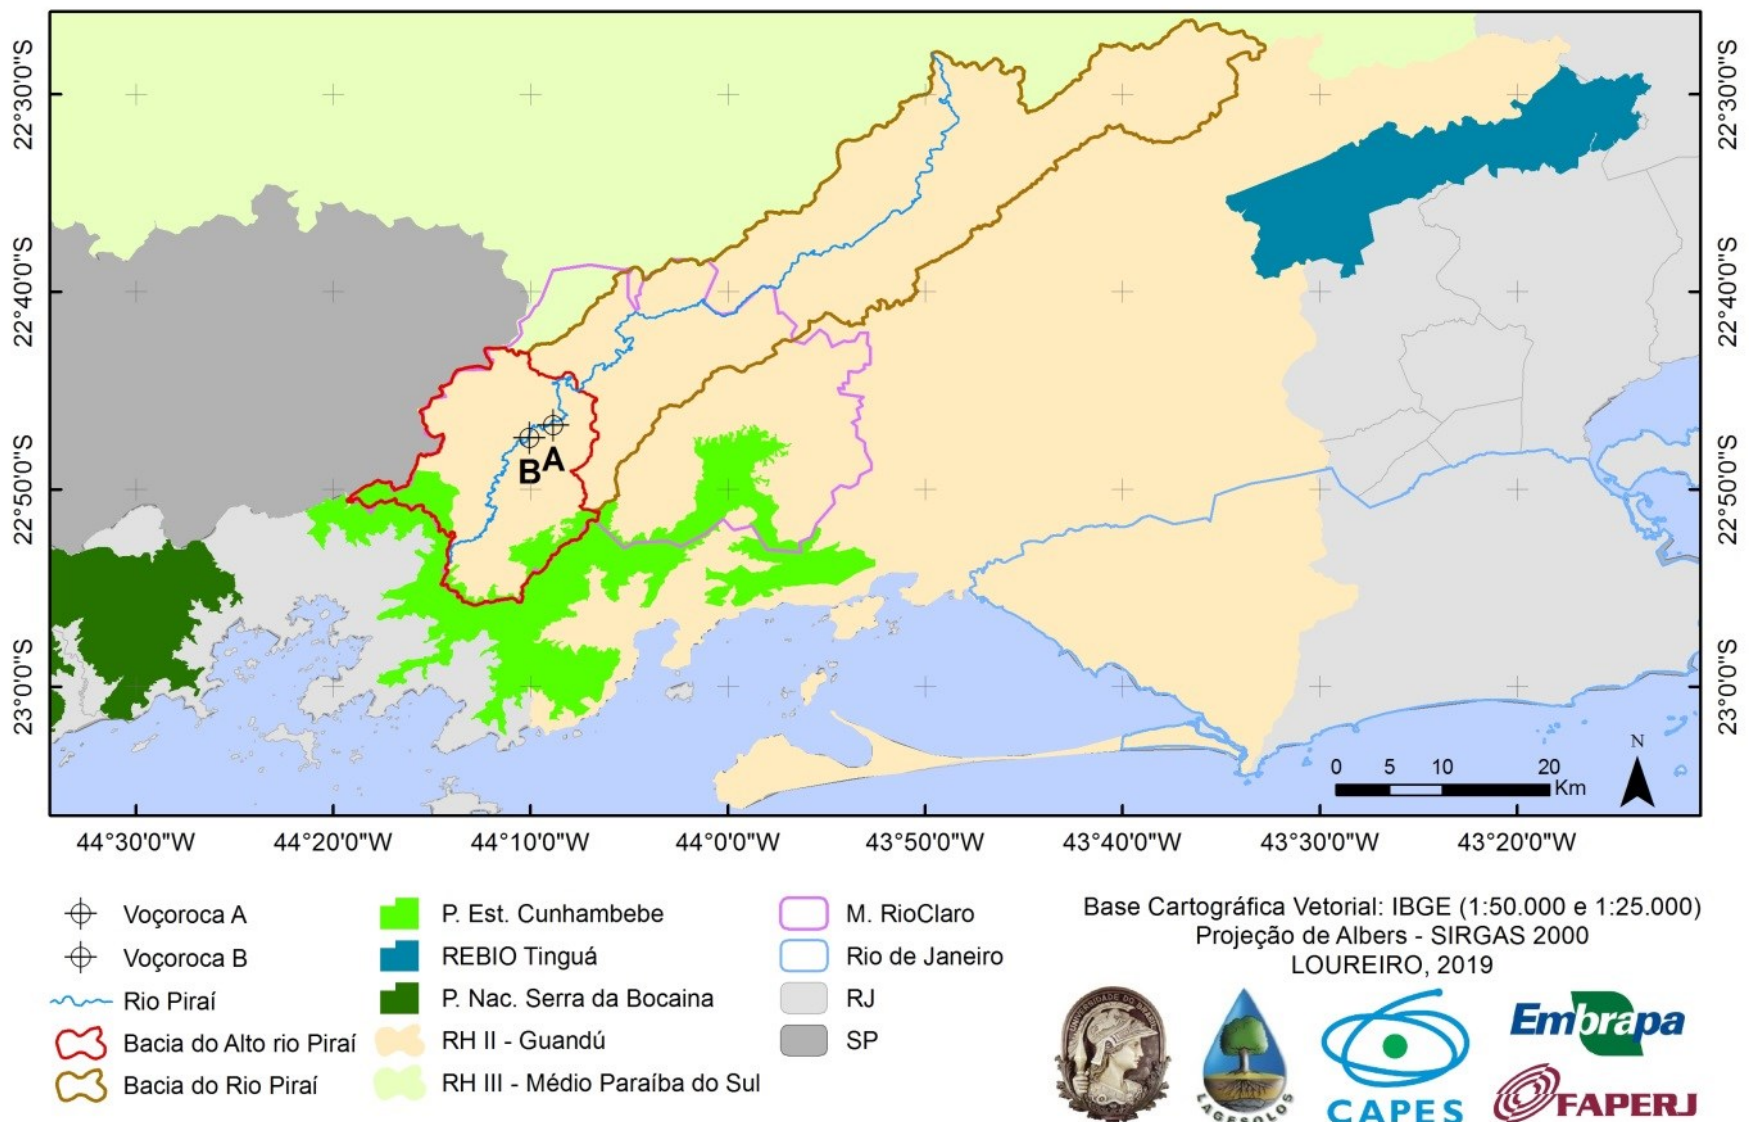 22°30'0"S
22°40'0"S
22°50'0"S
23°0'0"S
22°30'0"S
22°40'0"S
22°50'0"S
23°0'0"S
B A
N
0 5 10 20
Km
44°30'0"W 44°20'0"W 44°10'0"W 44°0'0"W 43°50'0"W 43°40'0"W 43°30'0"W 43°20'0"W
Voçoroca A
Voçoroca B
Rio Piraí
Bacia do Alto rio Piraí
Bacia do Rio Piraí
P. Est. Cunhambebe
REBIO Tinguá
P. Nac. Serra da Bocaina
RH II - Guandú
RH III - Médio Paraíba do Sul
M. RioClaro
Rio de Janeiro
RJ
SP
Base Cartográfica Vetorial: IBGE (1:50.000 e 1:25.000)
Projeção de Albers - SIRGAS 2000
LOUREIRO, 2019
UNIVERSIDADE DO BRASIL
LAGESOLOS
CAPES
Embrapa
FAPERJ